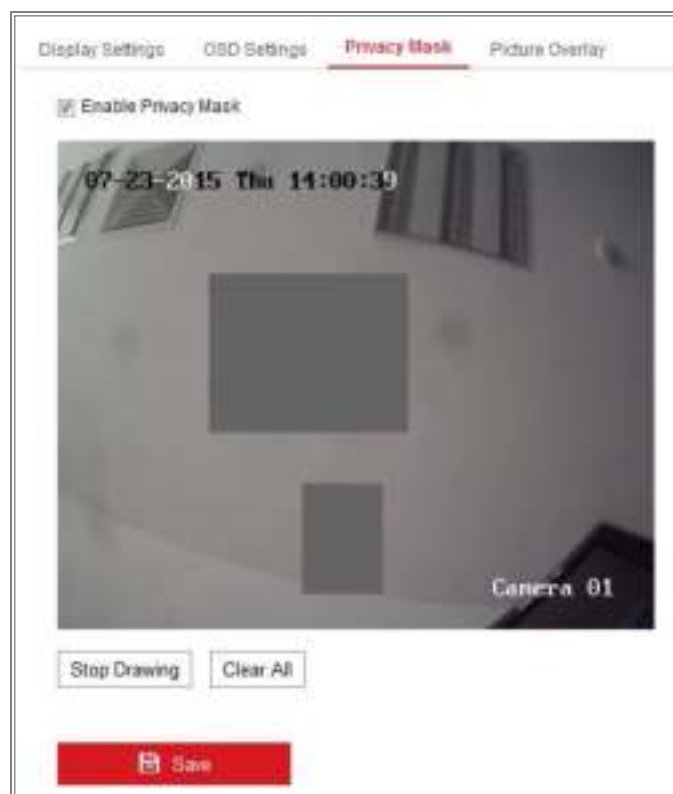 Display Settings OSD Settings Privacy Mask Picture Overlay
Enable Privacy Mask
07-23-2015 Thu 14:00:39
Camera 01
Stop Drawing Clear All
Save